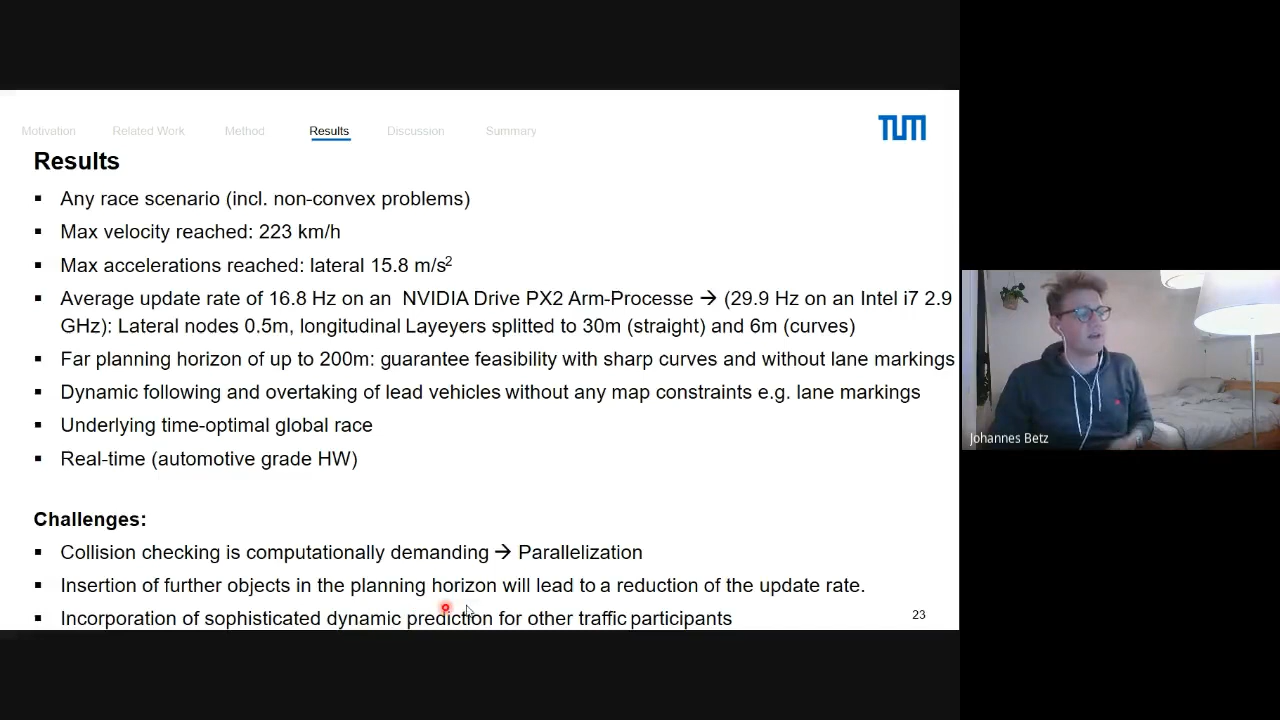 Motivation Related Work Method Results Discussion Summary
TUM
Results
▪ Any race scenario (incl. non-convex problems)
▪ Max velocity reached: 223 km/h
▪ Max accelerations reached: lateral 15.8 m/s²
▪ Average update rate of 16.8 Hz on an NVIDIA Drive PX2 Arm-Processe → (29.9 Hz on an Intel i7 2.9
GHz): Lateral nodes 0.5m, longitudinal Layeyers splitted to 30m (straight) and 6m (curves)
▪ Far planning horizon of up to 200m: guarantee feasibility with sharp curves and without lane markings
▪ Dynamic following and overtaking of lead vehicles without any map constraints e.g. lane markings
▪ Underlying time-optimal global race
▪ Real-time (automotive grade HW)
Challenges:
▪ Collision checking is computationally demanding → Parallelization
▪ Insertion of further objects in the planning horizon will lead to a reduction of the update rate.
▪ Incorporation of sophisticated dynamic prediction for other traffic participants
23
Johannes Betz